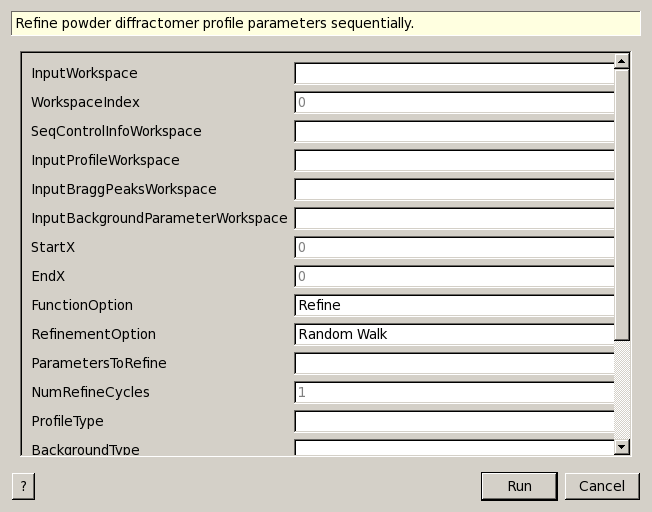 Refine powder diffractomer profile parameters sequentially.
InputWorkspace
WorkspaceIndex 0
SeqControlInfoWorkspace
InputProfileWorkspace
InputBraggPeaksWorkspace
InputBackgroundParameterWorkspace
StartX 0
EndX 0
FunctionOption Refine
RefinementOption Random Walk
ParametersToRefine
NumRefineCycles 1
ProfileType
BackgroundType
? Run Cancel